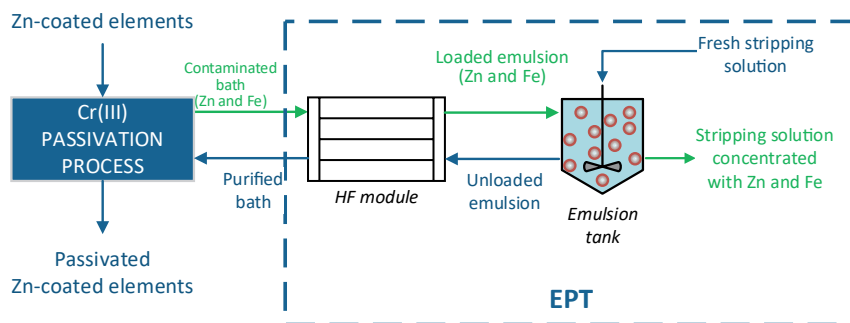 Zn-coated elements
Contaminated
bath
(Zn and Fe)
Loaded emulsion
(Zn and Fe)
Fresh stripping
solution
Cr(III)
PASSIVATION
PROCESS
Stripping solution
concentrated
with Zn and Fe
Purified
bath
HF module
Unloaded
emulsion
Emulsion
tank
Passivated
Zn-coated elements
EPT